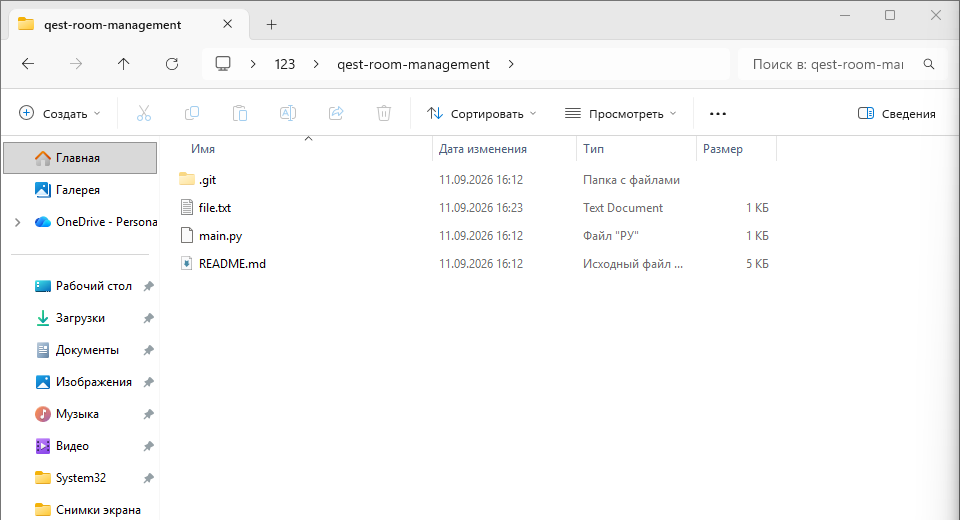 qest-room-management
123 qest-room-management Поиск в: qest-room-mar
Создать Сортировать Просмотреть Сведения
Имя Дата изменения Тип Размер
.git 11.09.2026 16:12 Папка с файлами
file.txt 11.09.2026 16:23 Text Document 1 КБ
main.py 11.09.2026 16:12 Файл "PY" 1 КБ
README.md 11.09.2026 16:12 Исходный файл ... 5 КБ
Главная
Галерея
OneDrive - Persona
Рабочий стол
Загрузки
Документы
Изображения
Музыка
Видео
System32
Снимки экрана